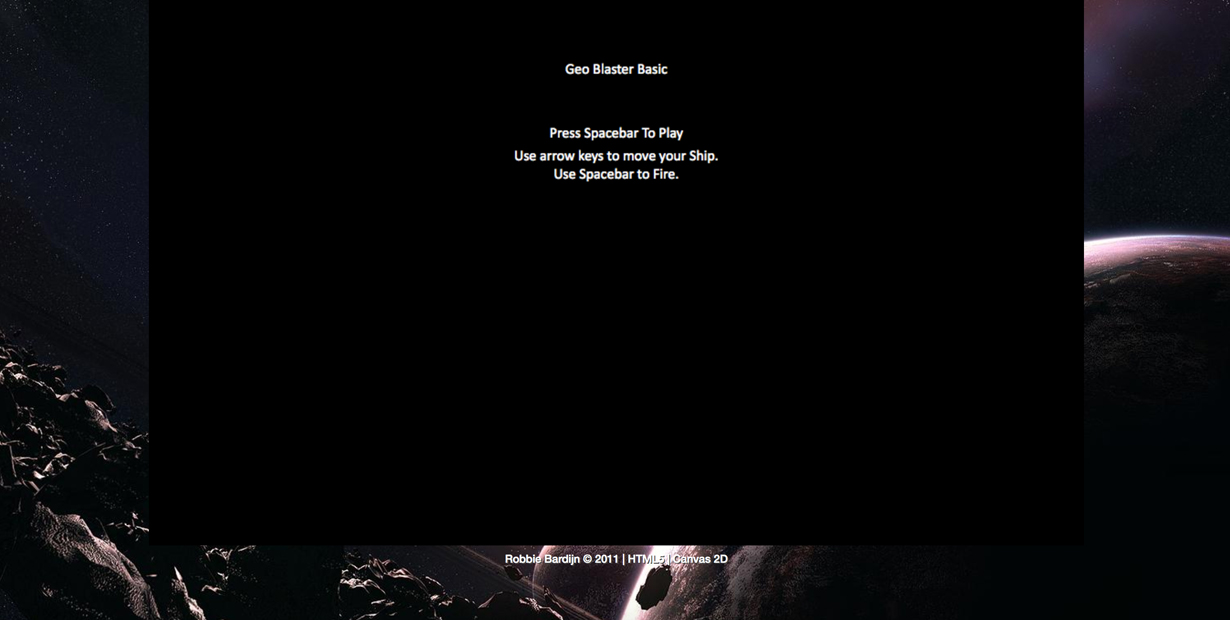 Geo Blaster Basic
Press Spacebar To Play
Use arrow keys to move your Ship.
Use Spacebar to Fire.
Robbie Bardijn © 2011 | HTML5 | Canvas 2D